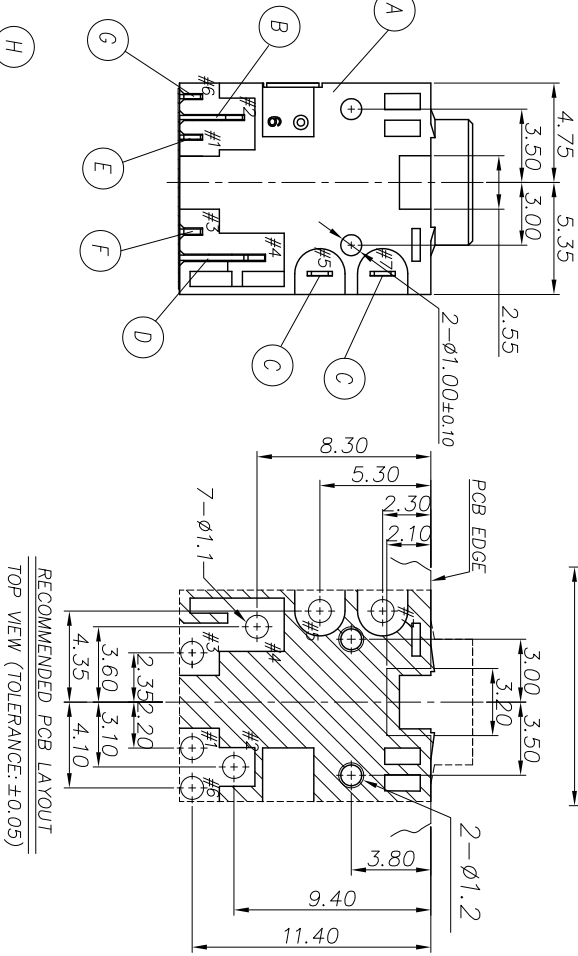 A
B
G
H
4.75
5.35
3.50
3.00
2.55
#6
#2
#1
6
#3
#4
#5
#7
E
F
D
C
C
2-Ø1.00±0.10
8.30
5.30
2.30
2.10
PCB EDGE
7-Ø1.1
3.00
3.50
3.20
#5
#4
#3
#1
#2
#6
4.35
3.60
2.35
2.20
3.10
4.10
2-Ø1.2
3.80
9.40
11.40
RECOMMENDED PCB LAYOUT
TOP VIEW (TOLERANCE: ±0.05)